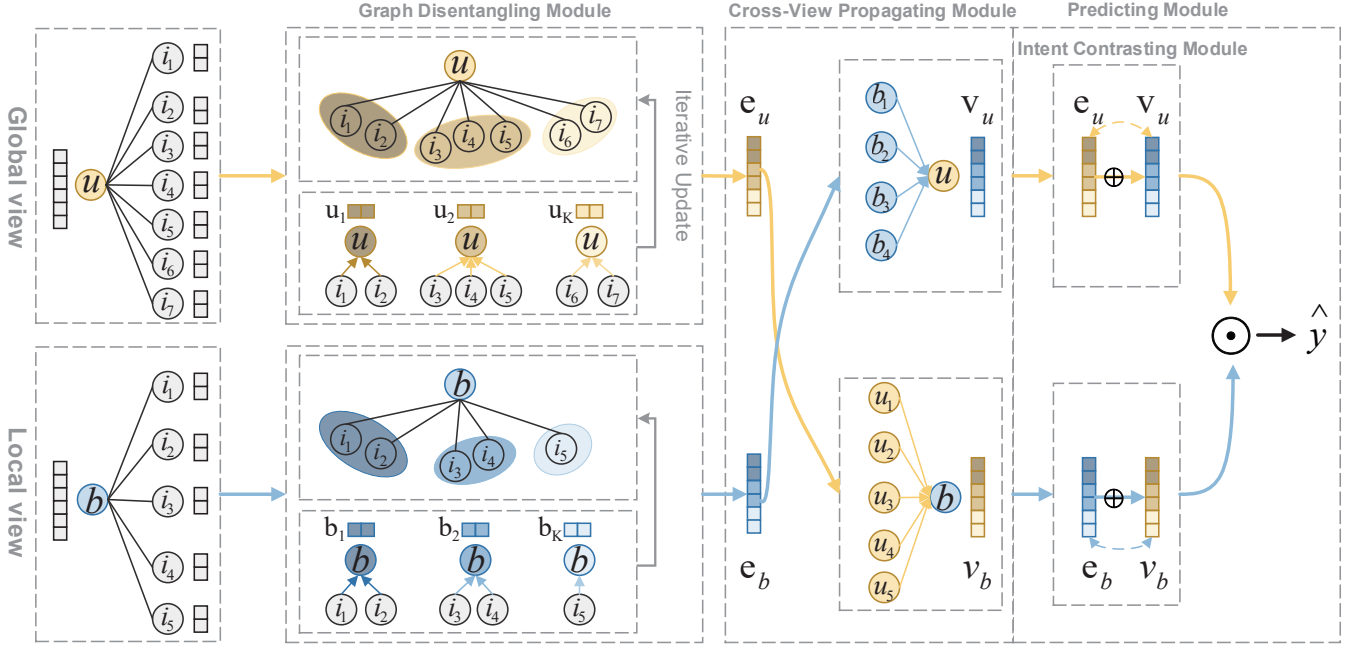 Graph Disentangling Module
Cross-View Propagating Module
Predicting Module
Intent Contrasting Module
Global view
u
i1
i2
i3
i4
i5
i6
i7
u
i1
i2
i3
i4
i5
i6
i7
Iterative Update
u1
u2
uK
u
u
u
i1
i2
i3
i4
i5
i6
i7
eu
b1
b2
b3
b4
u
vu
eu
vu
⊕
⊙
ŷ
Local view
b
i1
i2
i3
i4
i5
b
i1
i2
i3
i4
i5
b1
b2
bK
b
b
b
i1
i2
i3
i4
i5
eb
u1
u2
u3
u4
u5
b
vb
⊕
eb
vb